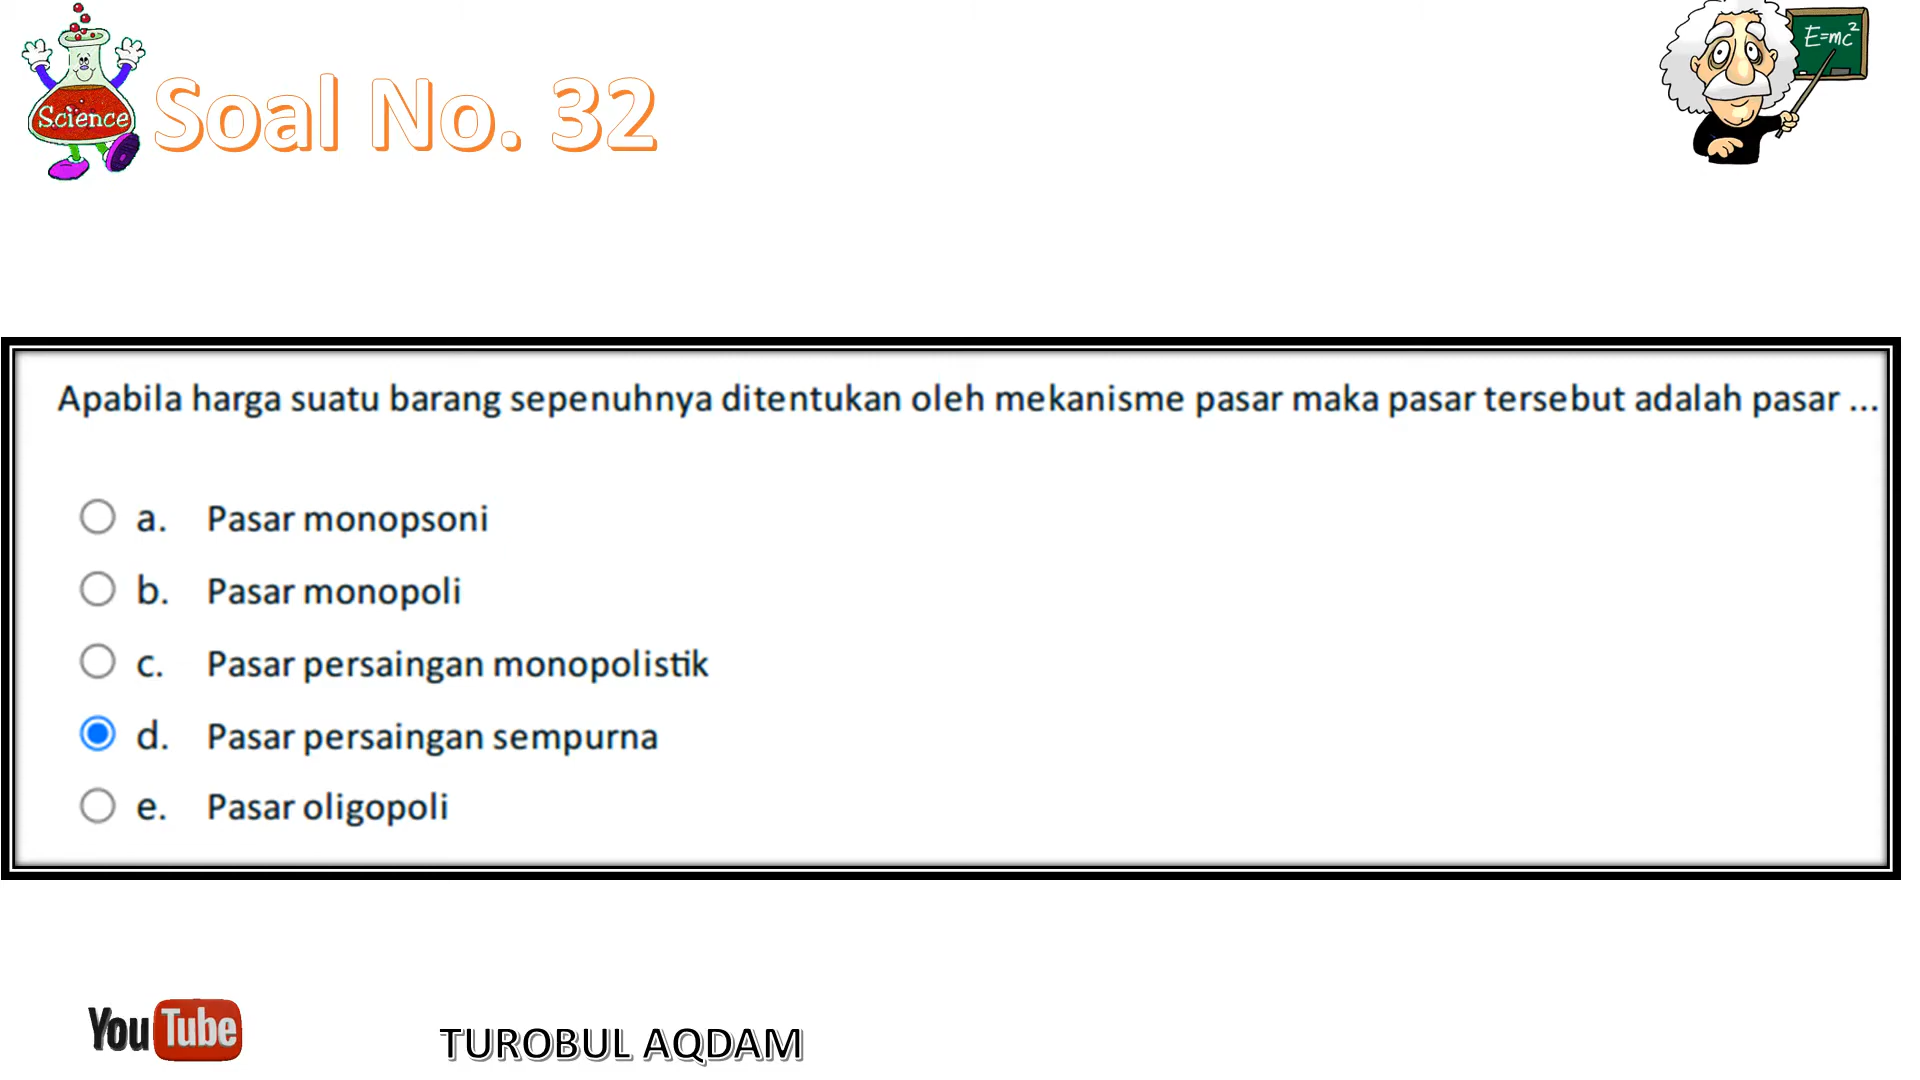 Science
Soal No. 32
E=mc²
Apabila harga suatu barang sepenuhnya ditentukan oleh mekanisme pasar maka pasar tersebut adalah pasar ...
a. Pasar monopsoni
b. Pasar monopoli
c. Pasar persaingan monopolistik
d. Pasar persaingan sempurna
e. Pasar oligopoli
YouTube
TUROBUL AQDAM